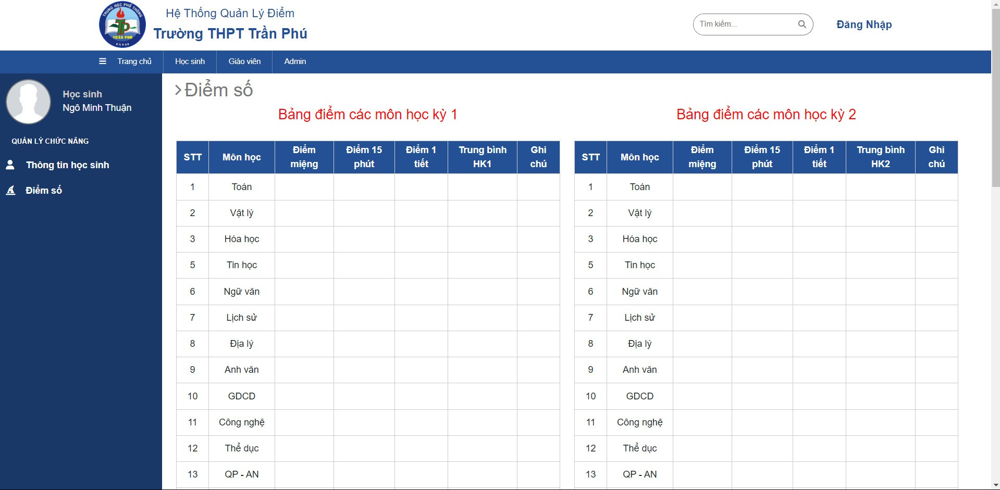 TRUNG HỌC PHỔ THÔNG
TP
TRẦN PHÚ
Hệ Thống Quản Lý Điểm
Trường THPT Trần Phú
Tìm kiếm...
Đăng Nhập
Trang chủ
Học sinh
Giáo viên
Admin
Học sinh
Ngô Minh Thuận
QUẢN LÝ CHỨC NĂNG
Thông tin học sinh
Điểm số
Điểm số
Bảng điểm các môn học kỳ 1
STT Môn học Điểm miệng Điểm 15 phút Điểm 1 tiết Trung bình HK1 Ghi chú
1 Toán
2 Vật lý
3 Hóa học
5 Tin học
6 Ngữ văn
7 Lịch sử
8 Địa lý
9 Anh văn
10 GDCD
11 Công nghệ
12 Thể dục
13 QP - AN
Bảng điểm các môn học kỳ 2
STT Môn học Điểm miệng Điểm 15 phút Điểm 1 tiết Trung bình HK2 Ghi chú
1 Toán
2 Vật lý
3 Hóa học
5 Tin học
6 Ngữ văn
7 Lịch sử
8 Địa lý
9 Anh văn
10 GDCD
11 Công nghệ
12 Thể dục
13 QP - AN